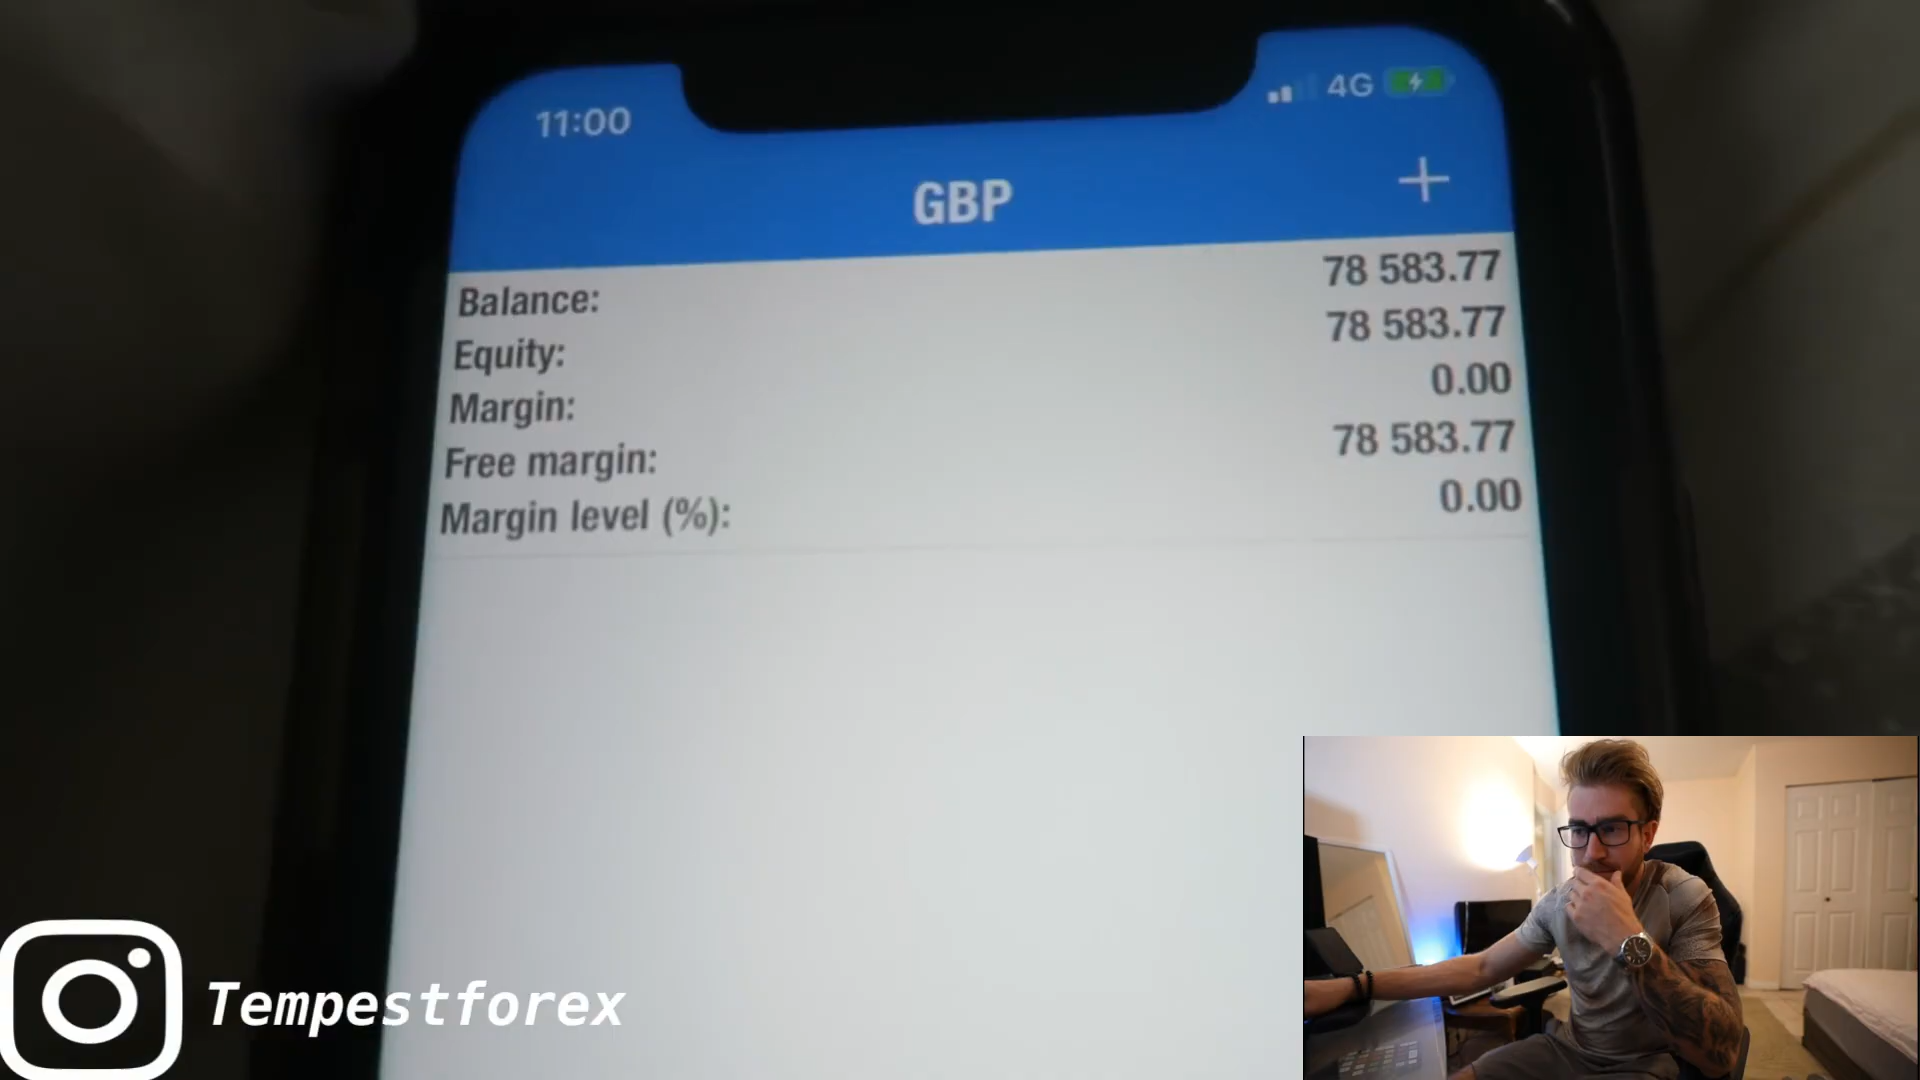 11:00
4G
GBP
+
Balance: 78 583.77
Equity: 78 583.77
Margin: 0.00
Free margin: 78 583.77
Margin level (%): 0.00
Tempestforex